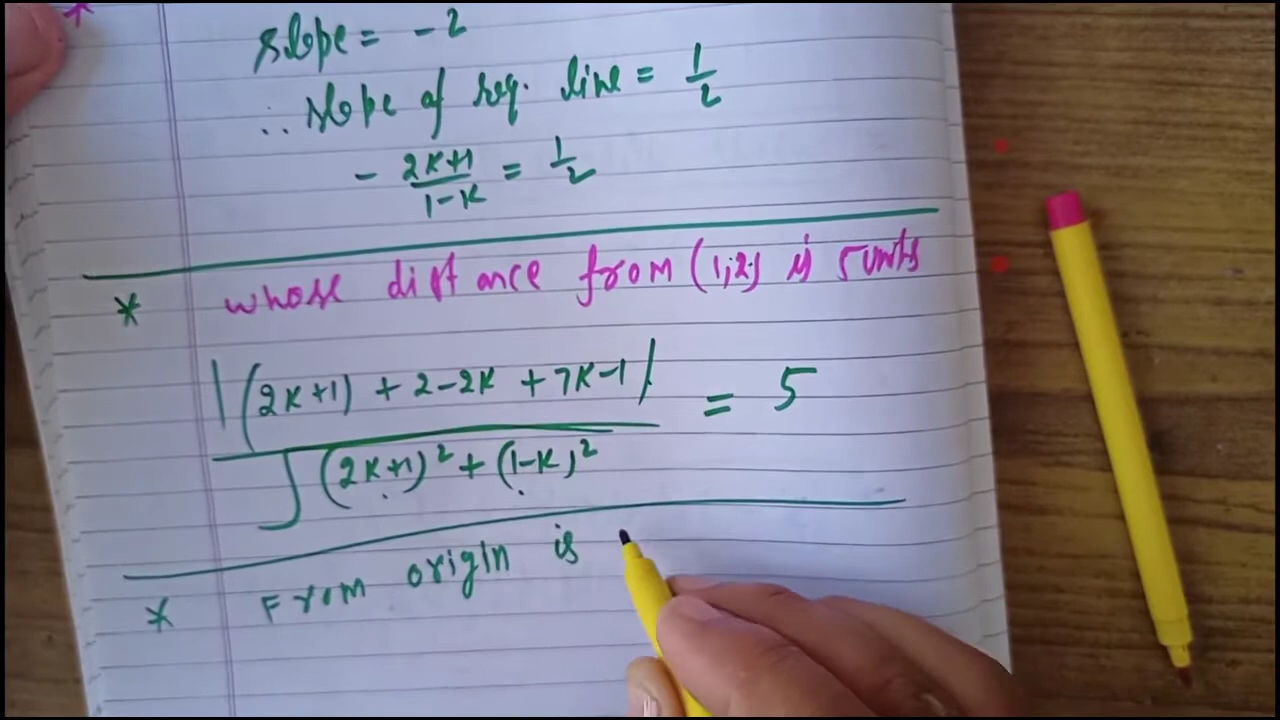 slope = -2
∴ slope of req. line = 1/2
- 2K+1/1-K = 1/2
* whose distance from (1,2) is 5 units
|(2K+1) + 2-2K + 7K-1| / √(2K+1)² + (1-K)² = 5
* From origin is